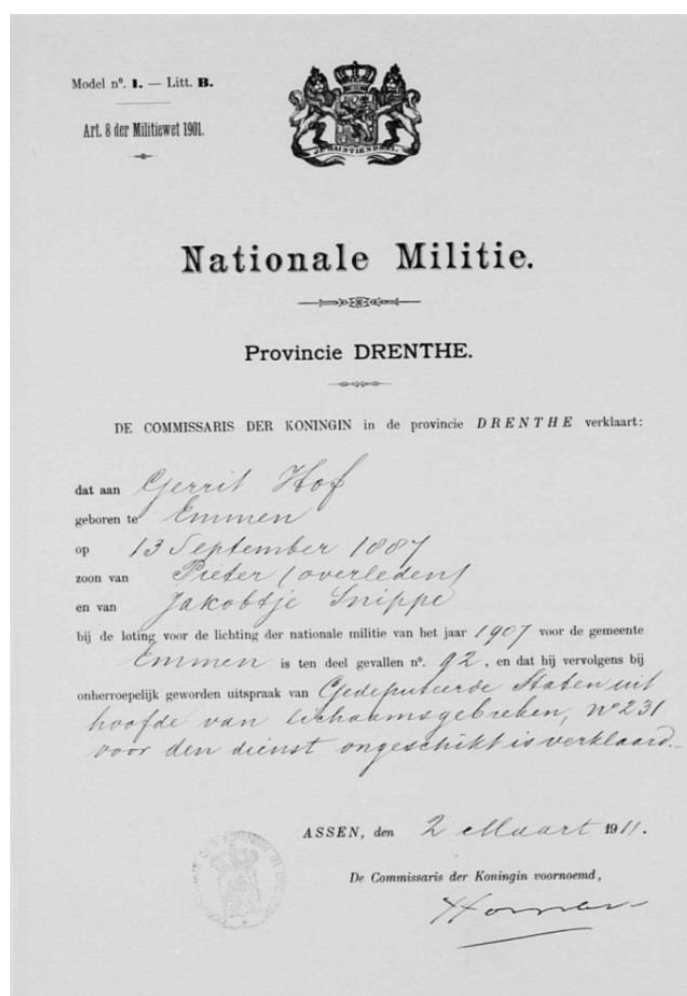 Model nº. 1. — Litt. B.
Art. 8 der Militiewet 1901.
JE MAINTIENDRAI.
Nationale Militie.
Provincie DRENTHE.
DE COMMISSARIS DER KONINGIN in de provincie DRENTHE verklaart:
dat aan Gerrit Hof
geboren te Emmen
op 13 September 1887
zoon van Pieter (overleden)
en van Jakobtje Snippe
bij de loting voor de lichting der nationale militie van het jaar 1907 voor de gemeente
Emmen is ten deel gevallen nº. 92, en dat hij vervolgens bij
onherroepelijk geworden uitspraak van Gedeputeerde Staten uit
hoofde van lichaamsgebreken, nº 231
voor den dienst ongeschikt is verklaard.
ASSEN, den 2 Maart 1911.
De Commissaris der Koningin voornoemd,